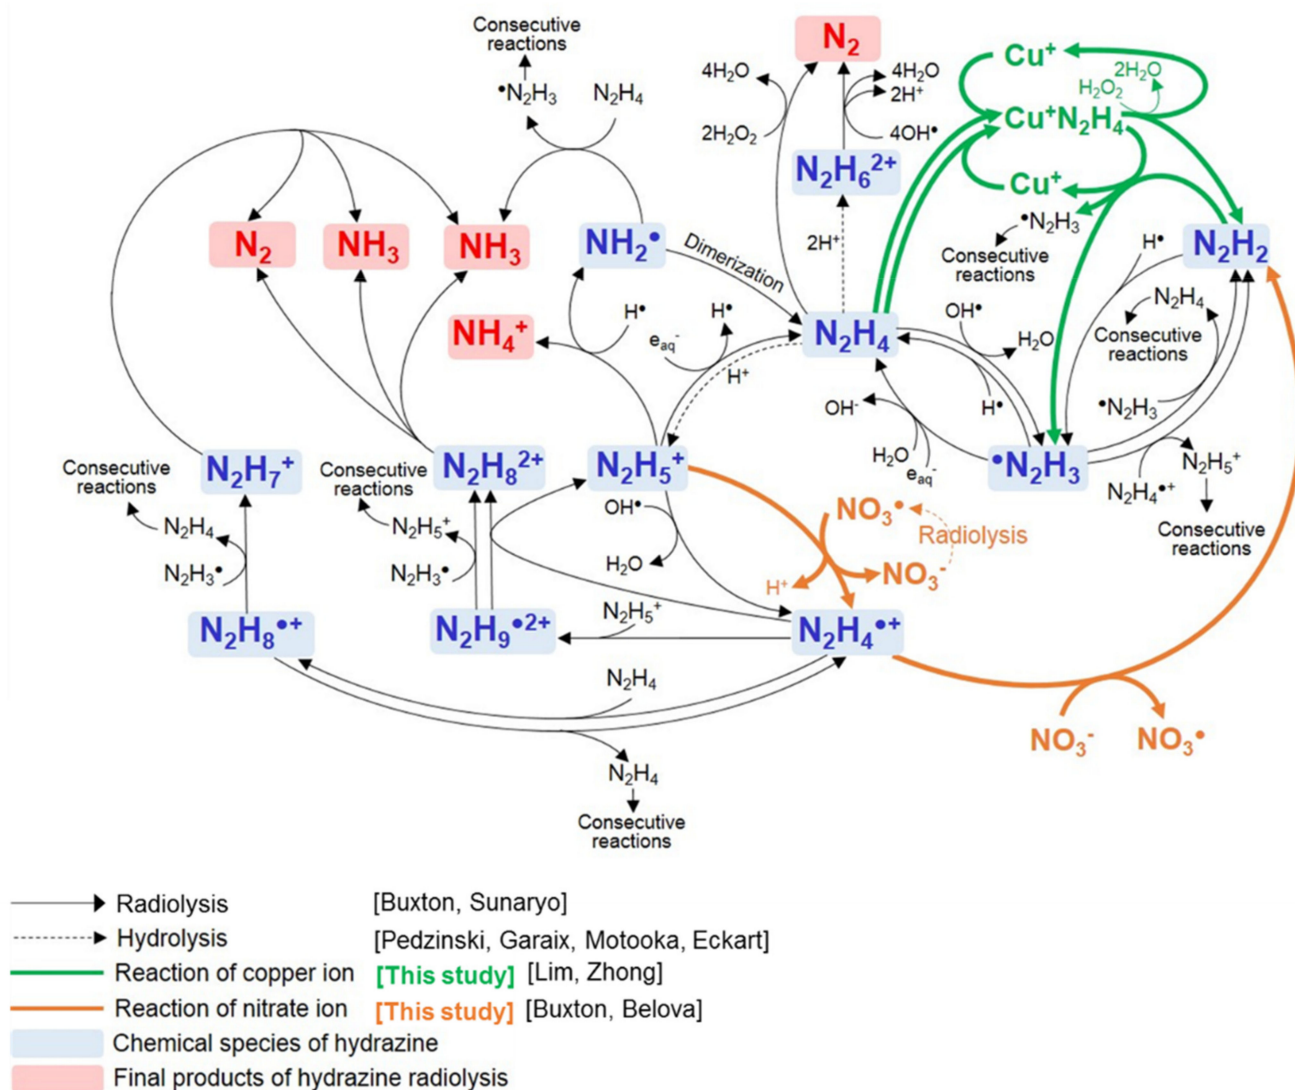 Consecutive
reactions
•N₂H₃
N₂H₄
N₂
4H₂O
2H₂O₂
4H₂O
2H⁺
4OH•
N₂H₆²⁺
2H⁺
Cu⁺
2H₂O
H₂O₂
Cu⁺N₂H₄
Cu⁺
•N₂H₃
Consecutive
reactions
H•
N₂H₂
N₂
NH₃
NH₃
NH₂•
Dimerization
NH₄⁺
H•
H•
eaq⁻
H⁺
N₂H₄
OH•
H₂O
H•
N₂H₄
Consecutive
reactions
•N₂H₃
OH⁻
H₂O
eaq⁻
•N₂H₃
N₂H₄•⁺
N₂H₅⁺
Consecutive
reactions
Consecutive
reactions
N₂H₇⁺
N₂H₄
N₂H₃•
Consecutive
reactions
N₂H₈²⁺
N₂H₅⁺
N₂H₃•
N₂H₅⁺
OH•
H₂O
NO₃•
Radiolysis
H⁺
NO₃⁻
N₂H₈•⁺
N₂H₉•²⁺
N₂H₅⁺
N₂H₄•⁺
N₂H₄
N₂H₄
Consecutive
reactions
NO₃⁻
NO₃•
Radiolysis [Buxton, Sunaryo]
Hydrolysis [Pedzinski, Garaix, Motooka, Eckart]
Reaction of copper ion [This study] [Lim, Zhong]
Reaction of nitrate ion [This study] [Buxton, Belova]
Chemical species of hydrazine
Final products of hydrazine radiolysis